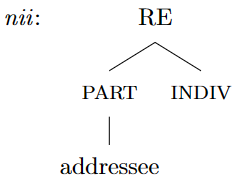 nii: RE
PART INDIV
addressee